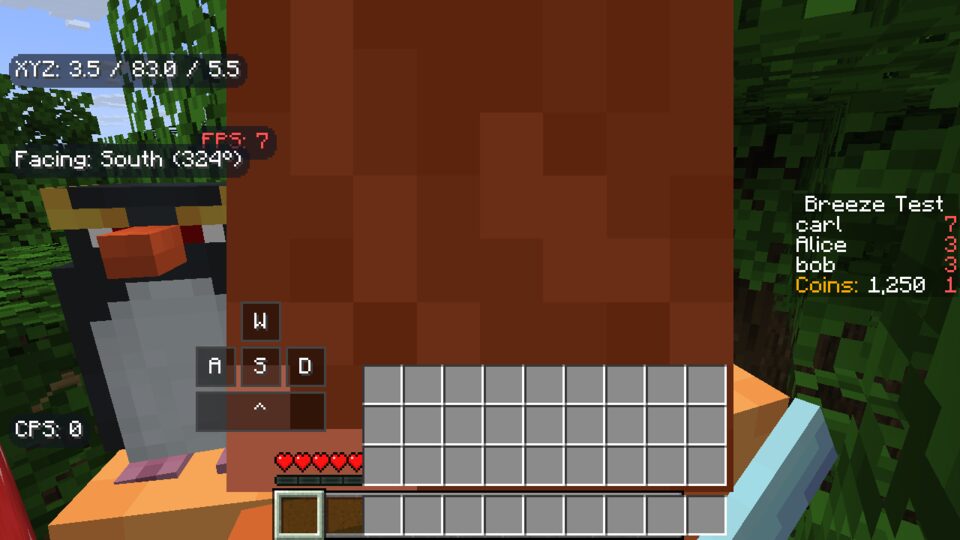 XYZ: 3.5 / 83.0 / 5.5
FPS: 7
Facing: South (324°)
Breeze Test
carl 7
Alice 3
bob 3
Coins: 1,250 1
W
A S D
^
CPS: 0